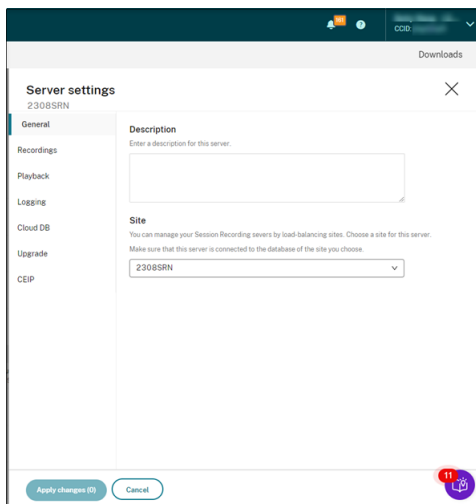 CCID:
Downloads
Server settings
2308SRN
General
Recordings
Playback
Logging
Cloud DB
Upgrade
CEIP
Description
Enter a description for this server.
Site
You can manage your Session Recording severs by load-balancing sites. Choose a site for this server.
Make sure that this server is connected to the database of the site you choose.
2308SRN
Apply changes (0)
Cancel
11